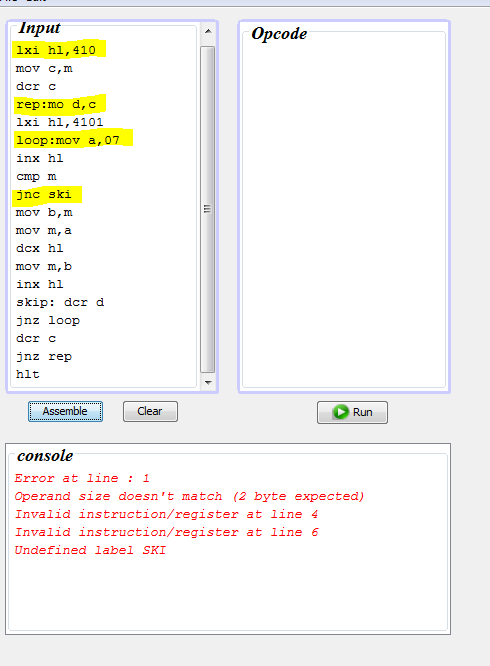 Input
lxi hl,410
mov c,m
dcr c
rep:mo d,c
lxi hl,4101
loop:mov a,07
inx hl
cmp m
jnc ski
mov b,m
mov m,a
dcx hl
mov m,b
inx hl
skip: dcr d
jnz loop
dcr c
jnz rep
hlt
Opcode
Assemble
Clear
Run
console
Error at line : 1
Operand size doesn't match (2 byte expected)
Invalid instruction/register at line 4
Invalid instruction/register at line 6
Undefined label SKI